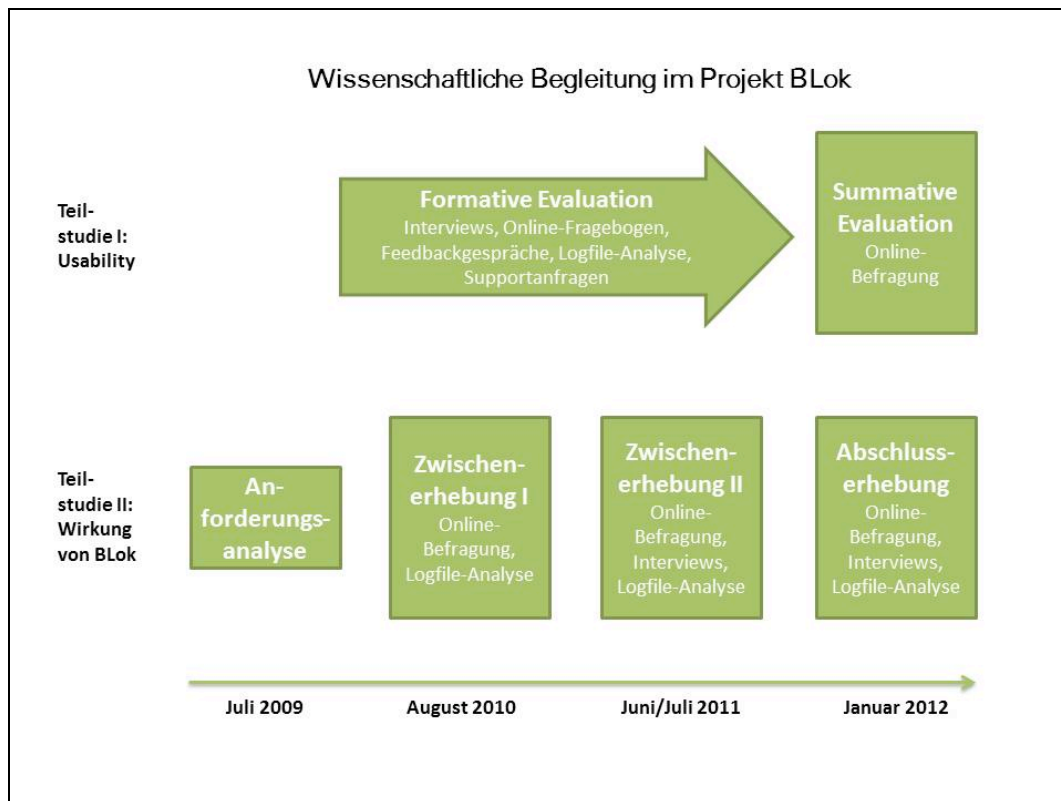 Wissenschaftliche Begleitung im Projekt BLok
Teil-
studie I:
Usability
Formative Evaluation
Interviews, Online-Fragebogen,
Feedbackgespräche, Logfile-Analyse,
Supportanfragen
Summative
Evaluation
Online-
Befragung
Teil-
studie II:
Wirkung
von BLok
An-
forderungs-
analyse
Zwischen-
erhebung I
Online-
Befragung,
Logfile-Analyse
Zwischen-
erhebung II
Online-
Befragung,
Interviews,
Logfile-Analyse
Abschluss-
erhebung
Online-
Befragung,
Interviews,
Logfile-Analyse
Juli 2009
August 2010
Juni/Juli 2011
Januar 2012